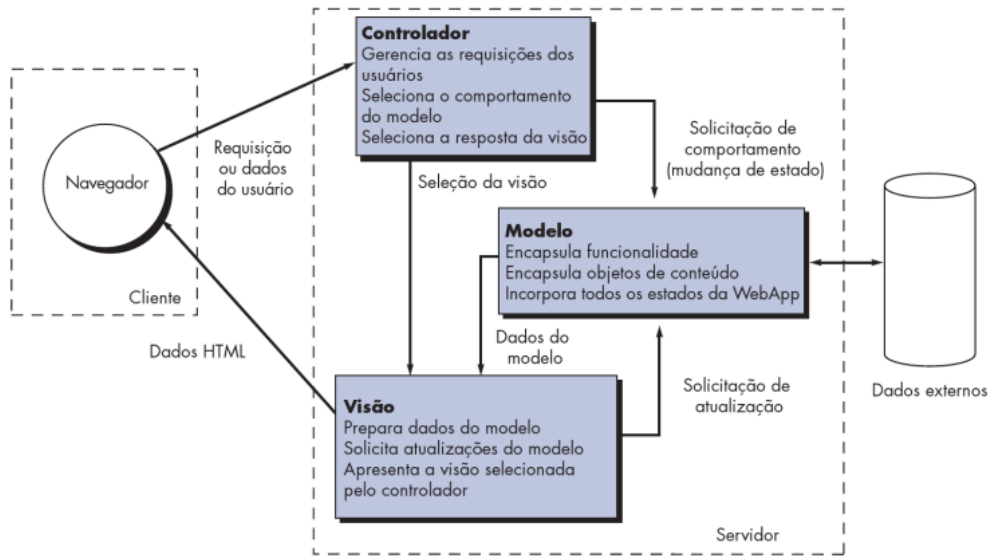 Controlador
Gerencia as requisições dos
usuários
Seleciona o comportamento
do modelo
Seleciona a resposta da visão
Navegador
Requisição
ou dados
do usuário
Solicitação de
comportamento
(mudança de estado)
Seleção da visão
Modelo
Encapsula funcionalidade
Encapsula objetos de conteúdo
Incorpora todos os estados da WebApp
Cliente
Dados HTML
Dados do
modelo
Solicitação de
atualização
Dados externos
Visão
Prepara dados do modelo
Solicita atualizações do modelo
Apresenta a visão selecionada
pelo controlador
Servidor